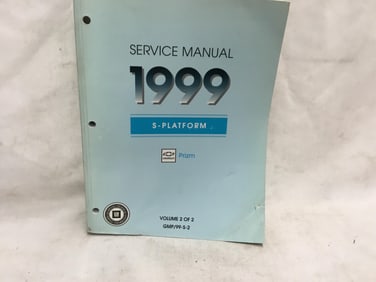 SERVICE MANUAL
1999
S-PLATFORM
Prizm
VOLUME 2 OF 2
GMP/99-S-2